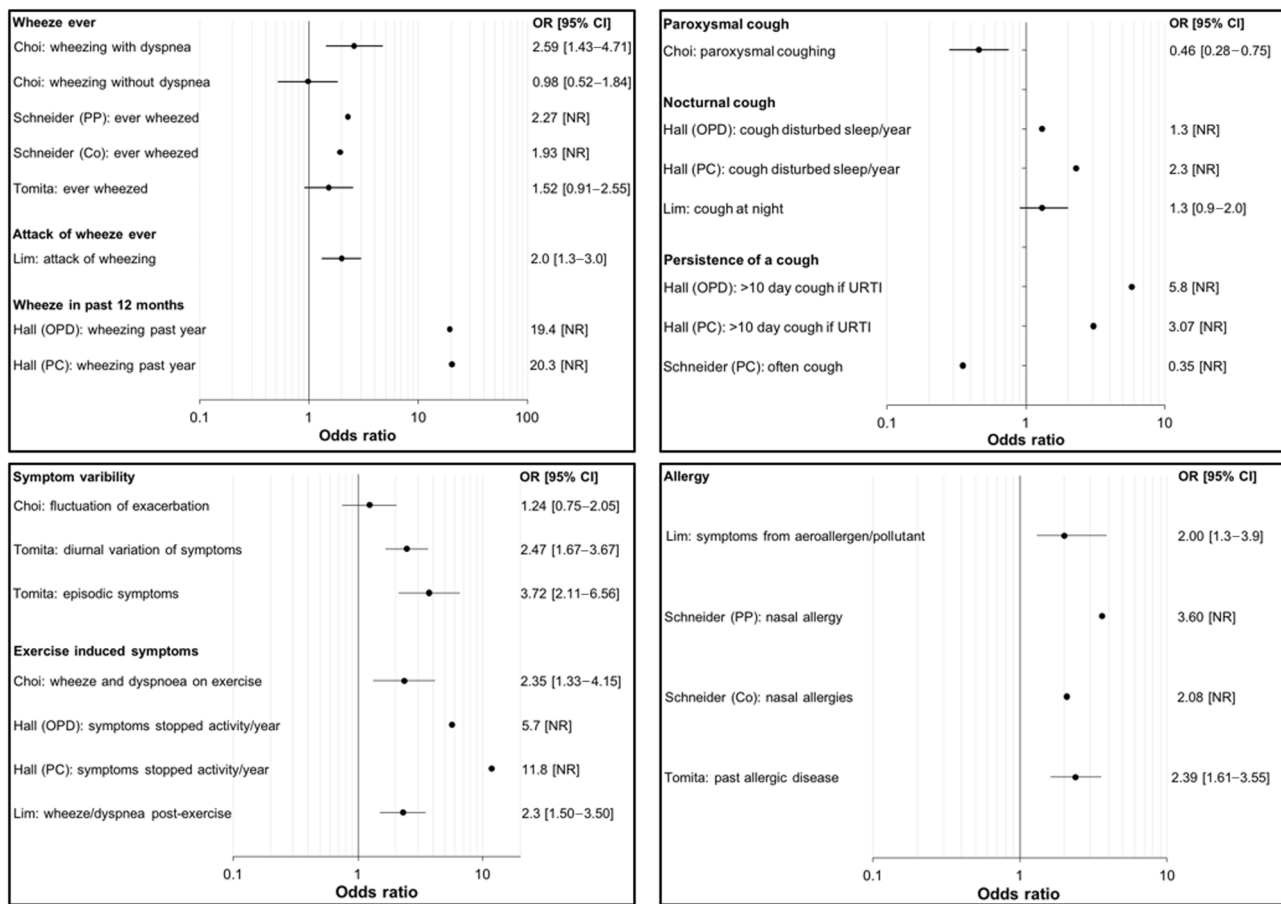 Wheeze ever OR [95% CI]
Choi: wheezing with dyspnea 2.59 [1.43–4.71]
Choi: wheezing without dyspnea 0.98 [0.52–1.84]
Schneider (PP): ever wheezed 2.27 [NR]
Schneider (Co): ever wheezed 1.93 [NR]
Tomita: ever wheezed 1.52 [0.91–2.55]
Attack of wheeze ever
Lim: attack of wheezing 2.0 [1.3–3.0]
Wheeze in past 12 months
Hall (OPD): wheezing past year 19.4 [NR]
Hall (PC): wheezing past year 20.3 [NR]
0.1 1 10 100
Odds ratio
Paroxysmal cough OR [95% CI]
Choi: paroxysmal coughing 0.46 [0.28–0.75]
Nocturnal cough
Hall (OPD): cough disturbed sleep/year 1.3 [NR]
Hall (PC): cough disturbed sleep/year 2.3 [NR]
Lim: cough at night 1.3 [0.9–2.0]
Persistence of a cough
Hall (OPD): >10 day cough if URTI 5.8 [NR]
Hall (PC): >10 day cough if URTI 3.07 [NR]
Schneider (PC): often cough 0.35 [NR]
0.1 1 10
Odds ratio
Symptom varibility OR [95% CI]
Choi: fluctuation of exacerbation 1.24 [0.75–2.05]
Tomita: diurnal variation of symptoms 2.47 [1.67–3.67]
Tomita: episodic symptoms 3.72 [2.11–6.56]
Exercise induced symptoms
Choi: wheeze and dyspnoea on exercise 2.35 [1.33–4.15]
Hall (OPD): symptoms stopped activity/year 5.7 [NR]
Hall (PC): symptoms stopped activity/year 11.8 [NR]
Lim: wheeze/dyspnea post-exercise 2.3 [1.50–3.50]
0.1 1 10
Odds ratio
Allergy OR [95% CI]
Lim: symptoms from aeroallergen/pollutant 2.00 [1.3–3.9]
Schneider (PP): nasal allergy 3.60 [NR]
Schneider (Co): nasal allergies 2.08 [NR]
Tomita: past allergic disease 2.39 [1.61–3.55]
0.1 1 10
Odds ratio